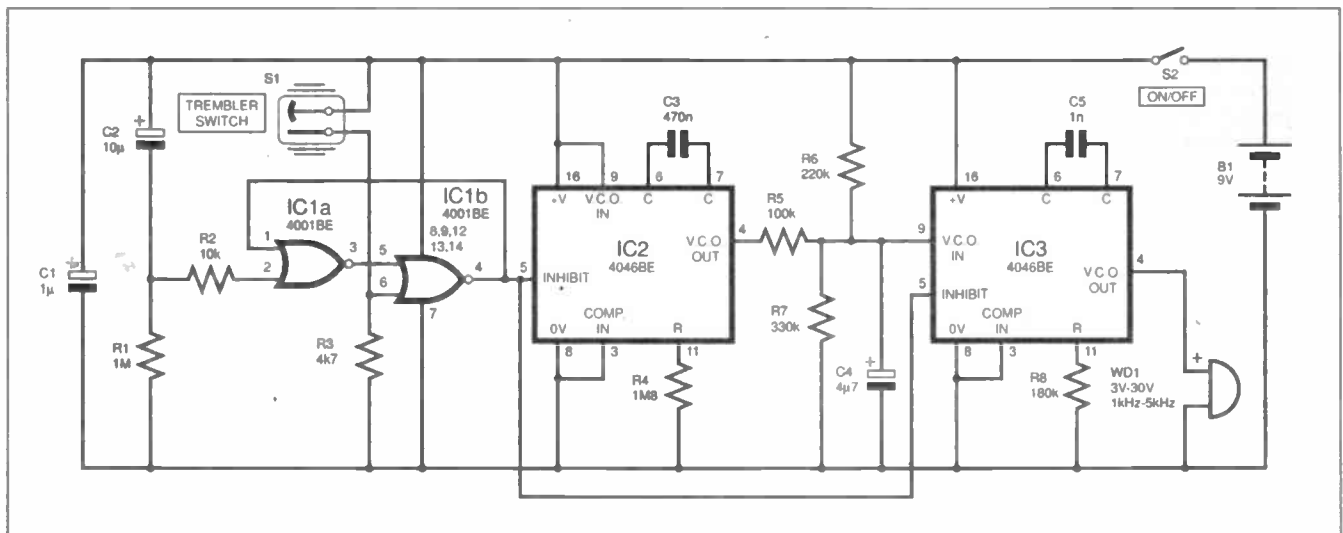 S1
TREMBLER
SWITCH
C2
10µ
C1
1µ
R1
1M
R2
10k
IC1a
4001BE
1
2
3
R3
4k7
IC1b
4001BE
8,9,12
13,14
5
6
4
7
5
16
+V
9
V C O
IN
C3
470n
6
C
7
C
IC2
4046BE
INHIBIT
4
V C O
OUT
COMP
IN
0V
8
3
R
11
R4
1M8
R5
100k
R6
220k
R7
330k
C4
4µ7
C5
1n
16
+V
6
C
7
C
9
V C O
IN
IC3
4046BE
5
INHIBIT
4
V C O
OUT
COMP
IN
0V
8
3
R
11
R8
180k
WD1
3V-30V
1kHz-5kHz
S2
ON/OFF
B1
9V